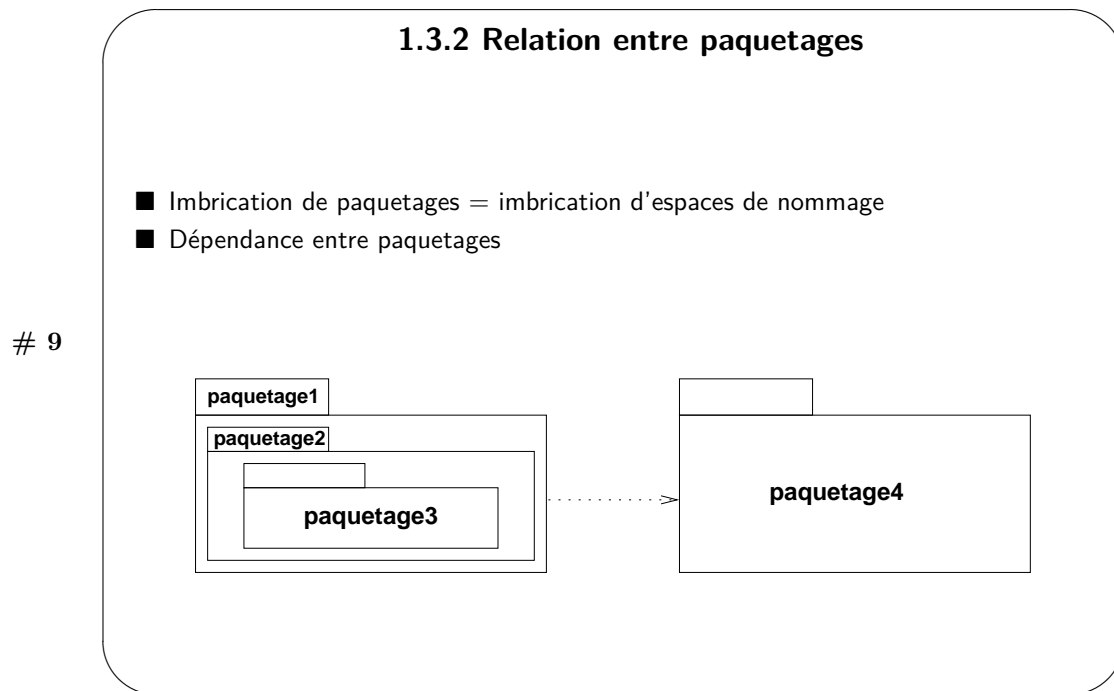 1.3.2 Relation entre paquetages
■ Imbrication de paquetages = imbrication d'espaces de nommage
■ Dépendance entre paquetages
# 9
paquetage1
paquetage2
paquetage3
paquetage4